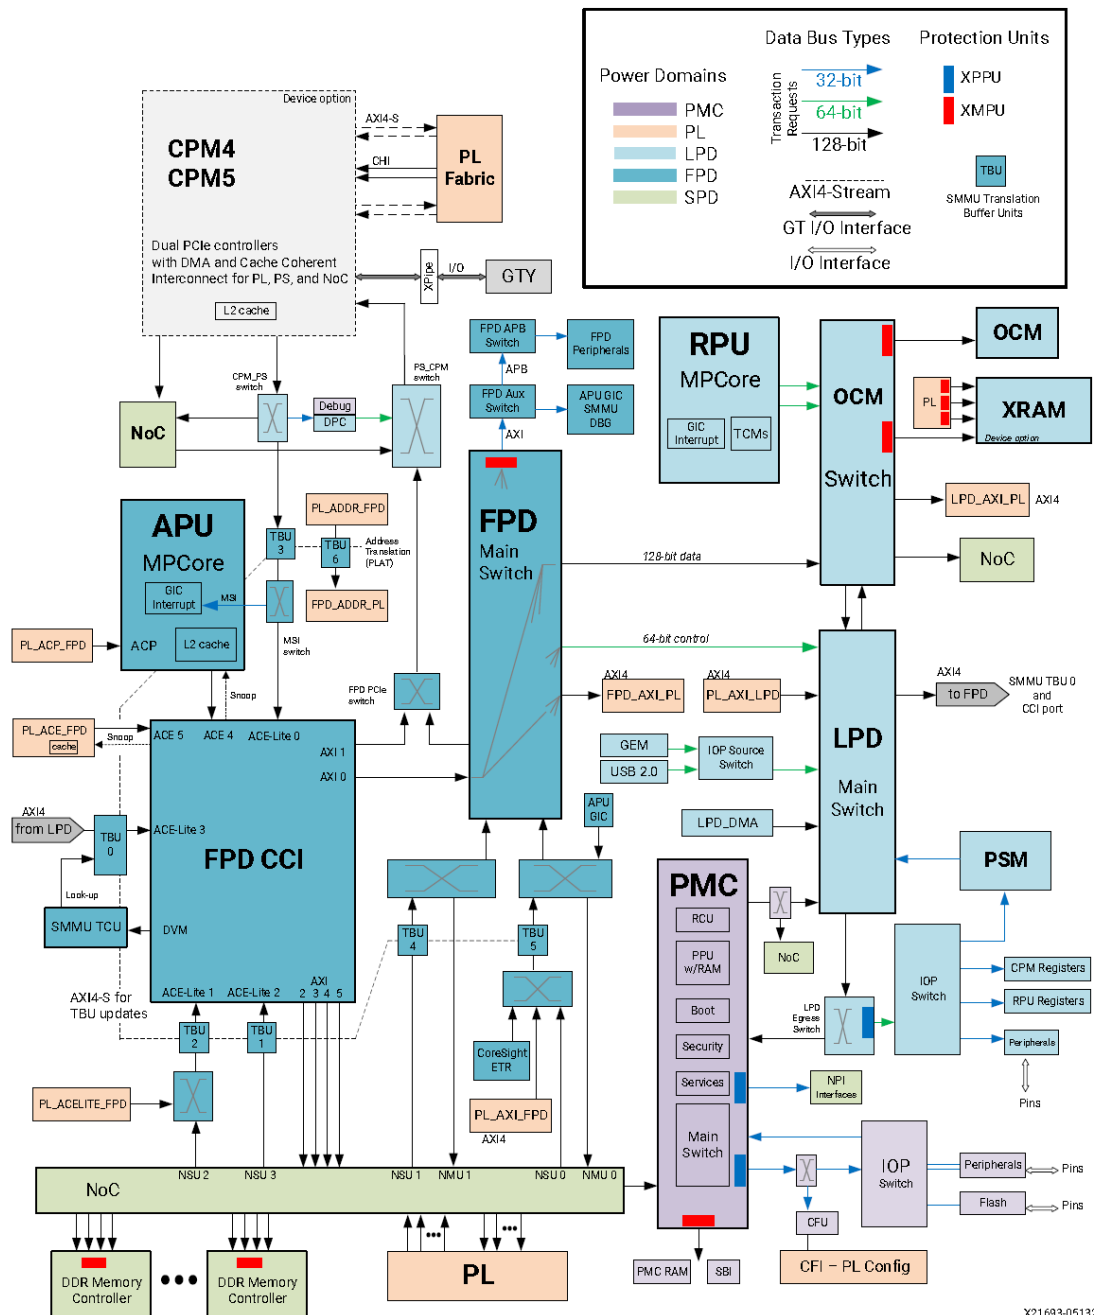 Data Bus Types
Protection Units
Power Domains
PMC
PL
LPD
FPD
SPD
Transaction
Requests
32-bit
64-bit
128-bit
AXI4-Stream
GT I/O Interface
I/O Interface
XPPU
XMPU
TBU
SMMU Translation
Buffer Units
Device option
CPM4
CPM5
Dual PCIe controllers
with DMA and Cache Coherent
Interconnect for PL, PS, and NoC
L2 cache
AXI4-S
CHI
PL
Fabric
XPipe
I/O
GTY
CPM_PS
switch
PS_CPM
switch
Debug
DPC
NoC
FPD APB
Switch
FPD
Peripherals
APB
FPD Aux
Switch
APU GIC
SMMU
DBG
AXI
RPU
MPCore
GIC
Interrupt
TCMs
OCM
Switch
OCM
PL
XRAM
Device option
LPD_AXI_PL
AXI4
NoC
APU
MPCore
GIC
Interrupt
MSI
ACP
L2 cache
PL_ACP_FPD
TBU
3
PL_ADDR_FPD
TBU
6
Address
Translation
(PLAT)
FPD_ADDR_PL
MSI
switch
FPD
Main
Switch
128-bit data
64-bit control
FPD PCIe
switch
AXI4
FPD_AXI_PL
AXI4
PL_AXI_LPD
LPD
Main
Switch
AXI4
to FPD
SMMU TBU 0
and
CCI port
GEM
USB 2.0
IOP Source
Switch
LPD_DMA
Snoop
PL_ACE_FPD
cache
Snoop
ACE 5
ACE 4
ACE-Lite 0
AXI 1
AXI 0
AXI4
from LPD
TBU
0
ACE-Lite 3
FPD CCI
Look-up
SMMU TCU
DVM
ACE-Lite 1
ACE-Lite 2
AXI
2 3 4 5
AXI4-S for
TBU updates
TBU
2
TBU
1
PL_ACELITE_FPD
APU
GIC
TBU
4
TBU
5
CoreSight
ETR
PL_AXI_FPD
AXI4
PMC
RCU
PPU
w/RAM
Boot
Security
Services
Main
Switch
NoC
PSM
LPD
Egress
Switch
IOP
Switch
CPM Registers
RPU Registers
Peripherals
Pins
NPI
Interfaces
IOP
Switch
Peripherals
Pins
Flash
Pins
CFU
CFI – PL Config
PMC RAM
SBI
NoC
NSU 2
NSU 3
NSU 1
NMU 1
NSU 0
NMU 0
DDR Memory
Controller
DDR Memory
Controller
PL